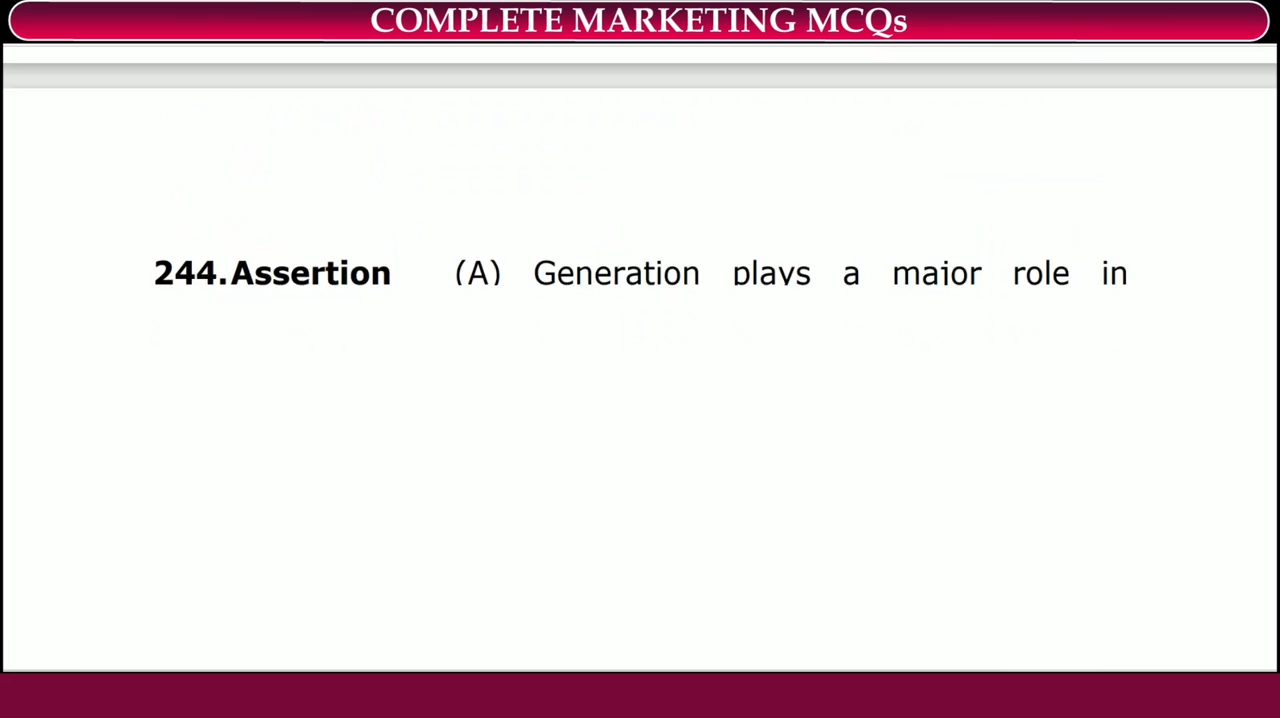 COMPLETE MARKETING MCQs
244.Assertion (A) Generation plays a major role in